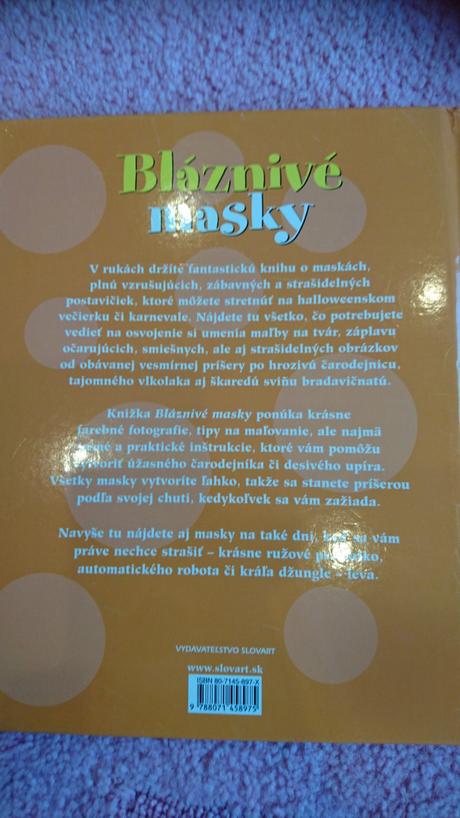 Bláznivé
masky
V rukách držíte fantastickú knihu o maskách,
plnú vzrušujúcich, zábavných a strašidelných
postavičiek, ktoré môžete stretnúť na halloweenskom
večierku či karnevale. Nájdete tu všetko, čo potrebujete
vedieť na osvojenie si umenia maľby na tvár, záplavu
očarujúcich, smiešnych, ale aj strašidelných obrázkov
od obávanej vesmírnej príšery po hrozivú čarodejnicu,
tajomného vlkolaka aj škaredú sviňu bradavičnatú.
Knižka Bláznivé masky ponúka krásne
farebné fotografie, tipy na maľovanie, ale najmä
a praktické inštrukcie, ktoré vám pomôžu
vytvoriť úžasného čarodejníka či desivého upíra.
Všetky masky vytvoríte ľahko, takže sa stanete príšerou
podľa svojej chuti, kedykoľvek sa vám zažiada.
Navyše tu nájdete aj masky na také dni, sa vám
práve nechce strašiť – krásne ružové
automatického robota či kráľa džungle – leva.
VYDAVATEĽSTVO SLOVART
www.slovart.sk
ISBN 80-7145-897-X
9 788071 458975